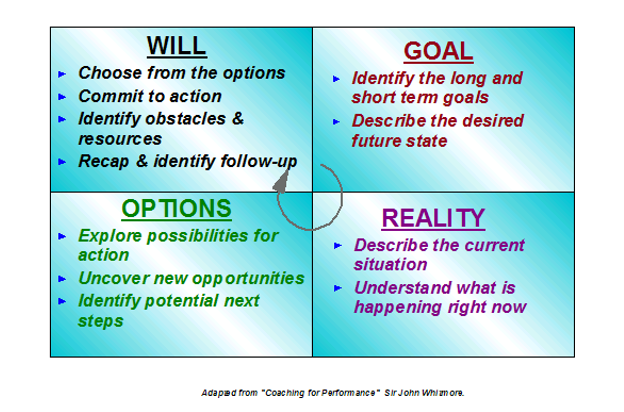 WILL
Choose from the options
Commit to action
Identify obstacles &
resources
Recap & identify follow-up
GOAL
Identify the long and
short term goals
Describe the desired
future state
OPTIONS
Explore possibilities for
action
Uncover new opportunities
Identify potential next
steps
REALITY
Describe the current
situation
Understand what is
happening right now
Adapted from "Coaching for Performance" Sir John Whitmore.